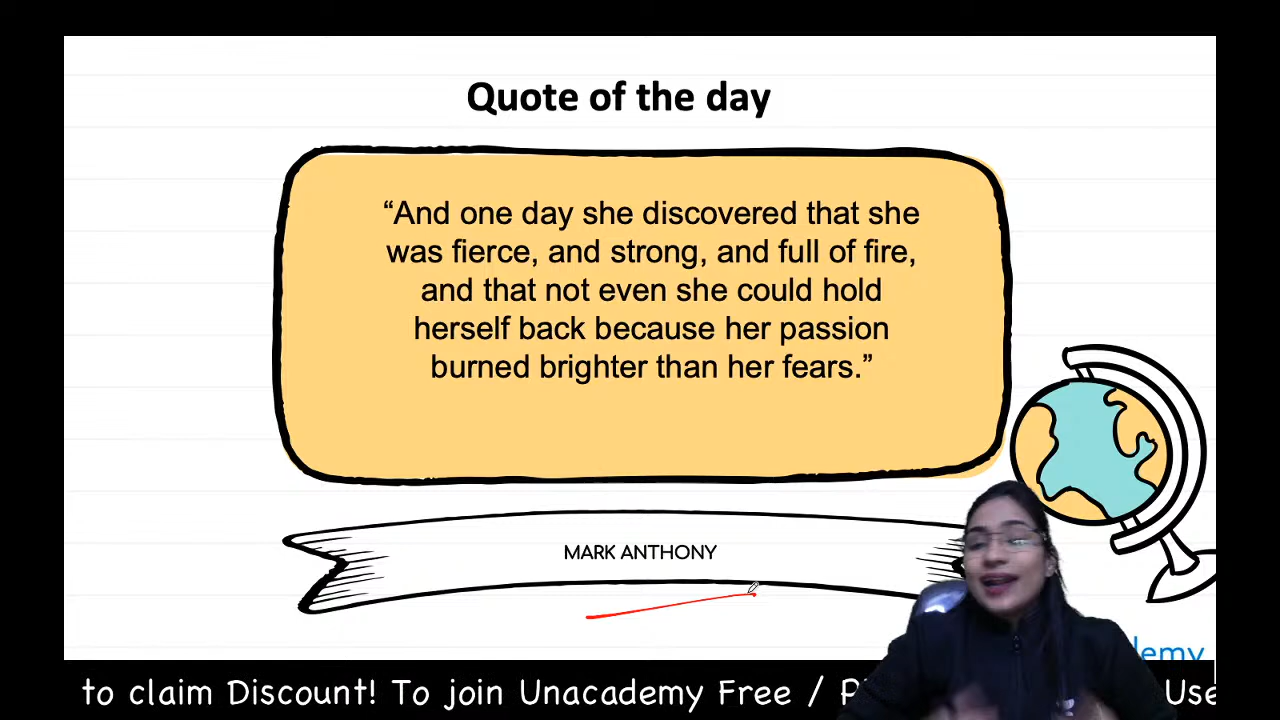 Quote of the day
“And one day she discovered that she
was fierce, and strong, and full of fire,
and that not even she could hold
herself back because her passion
burned brighter than her fears.”
MARK ANTHONY
to claim Discount! To join Unacademy Free /